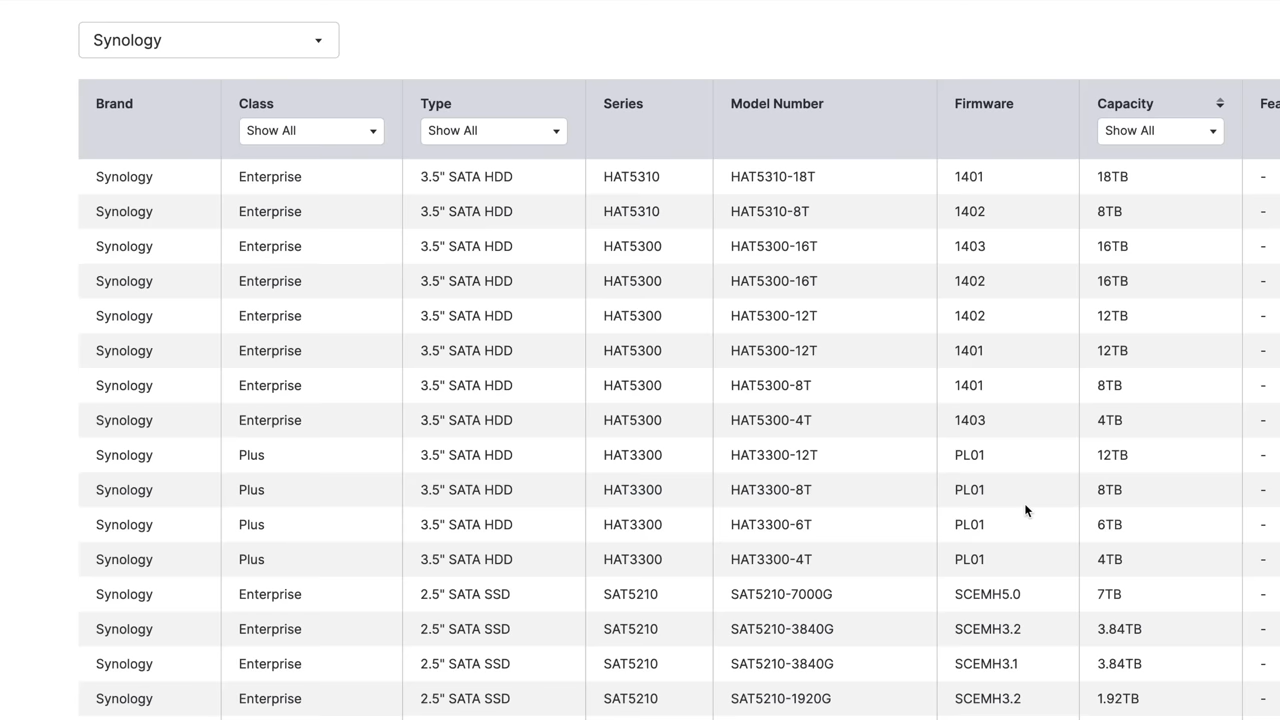 Synology
Brand Class Type Series Model Number Firmware Capacity Fea
Show All Show All Show All
Synology Enterprise 3.5" SATA HDD HAT5310 HAT5310-18T 1401 18TB -
Synology Enterprise 3.5" SATA HDD HAT5310 HAT5310-8T 1402 8TB -
Synology Enterprise 3.5" SATA HDD HAT5300 HAT5300-16T 1403 16TB -
Synology Enterprise 3.5" SATA HDD HAT5300 HAT5300-16T 1402 16TB -
Synology Enterprise 3.5" SATA HDD HAT5300 HAT5300-12T 1402 12TB -
Synology Enterprise 3.5" SATA HDD HAT5300 HAT5300-12T 1401 12TB -
Synology Enterprise 3.5" SATA HDD HAT5300 HAT5300-8T 1401 8TB -
Synology Enterprise 3.5" SATA HDD HAT5300 HAT5300-4T 1403 4TB -
Synology Plus 3.5" SATA HDD HAT3300 HAT3300-12T PL01 12TB -
Synology Plus 3.5" SATA HDD HAT3300 HAT3300-8T PL01 8TB -
Synology Plus 3.5" SATA HDD HAT3300 HAT3300-6T PL01 6TB -
Synology Plus 3.5" SATA HDD HAT3300 HAT3300-4T PL01 4TB -
Synology Enterprise 2.5" SATA SSD SAT5210 SAT5210-7000G SCEMH5.0 7TB -
Synology Enterprise 2.5" SATA SSD SAT5210 SAT5210-3840G SCEMH3.2 3.84TB -
Synology Enterprise 2.5" SATA SSD SAT5210 SAT5210-3840G SCEMH3.1 3.84TB -
Synology Enterprise 2.5" SATA SSD SAT5210 SAT5210-1920G SCEMH3.2 1.92TB -